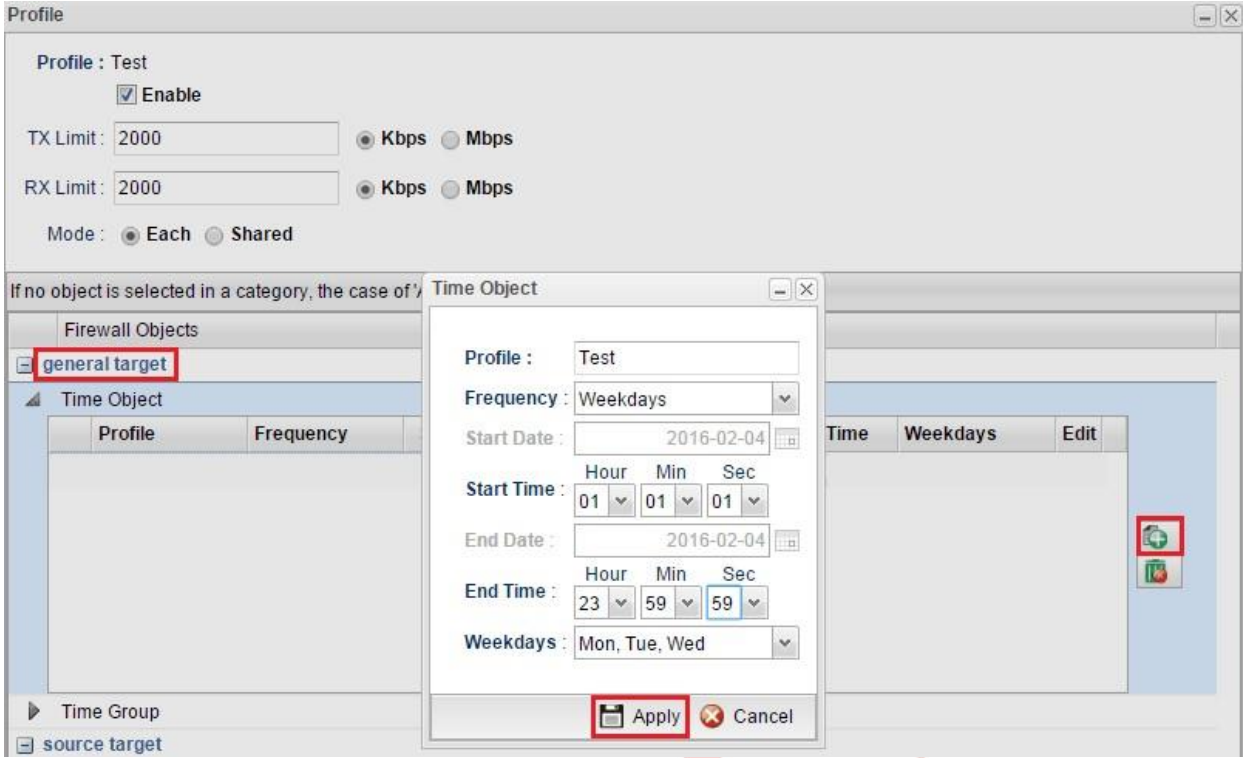 Profile
Profile : Test
Enable
TX Limit : 2000 Kbps Mbps
RX Limit : 2000 Kbps Mbps
Mode : Each Shared
If no object is selected in a category, the case of
Firewall Objects
general target
Time Object
Profile Frequency Time Weekdays Edit
Time Group
source target
Time Object
Profile : Test
Frequency : Weekdays
Start Date : 2016-02-04
Hour Min Sec
Start Time : 01 01 01
End Date : 2016-02-04
Hour Min Sec
End Time : 23 59 59
Weekdays : Mon, Tue, Wed
Apply Cancel